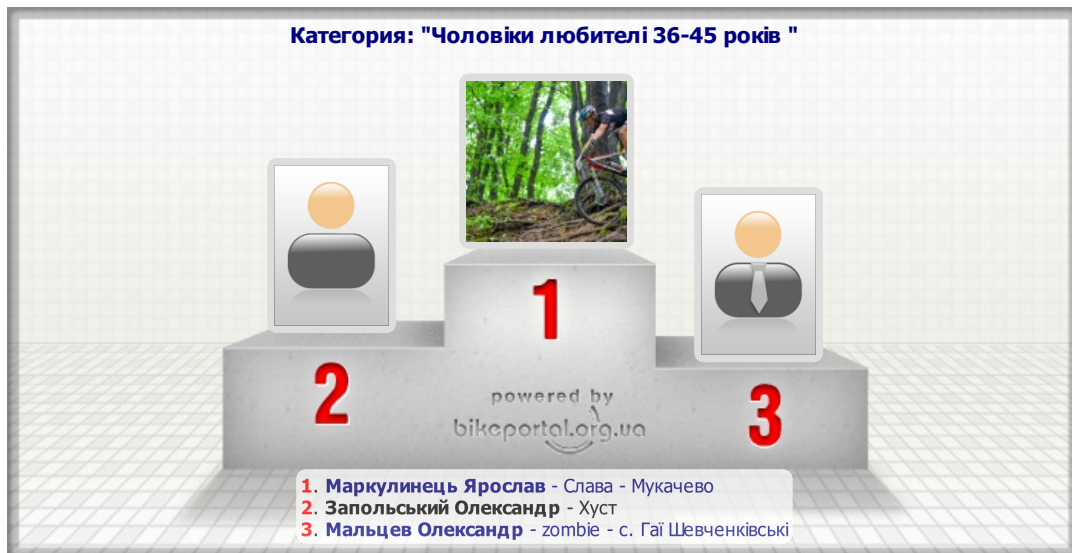 Категория: "Чоловіки любителі 36-45 років "
1
2
3
powered by
bikeportal.org.ua
1. Маркулинець Ярослав - Слава - Мукачево
2. Запольський Олександр - Хуст
3. Мальцев Олександр - zombie - с. Гаї Шевченківські